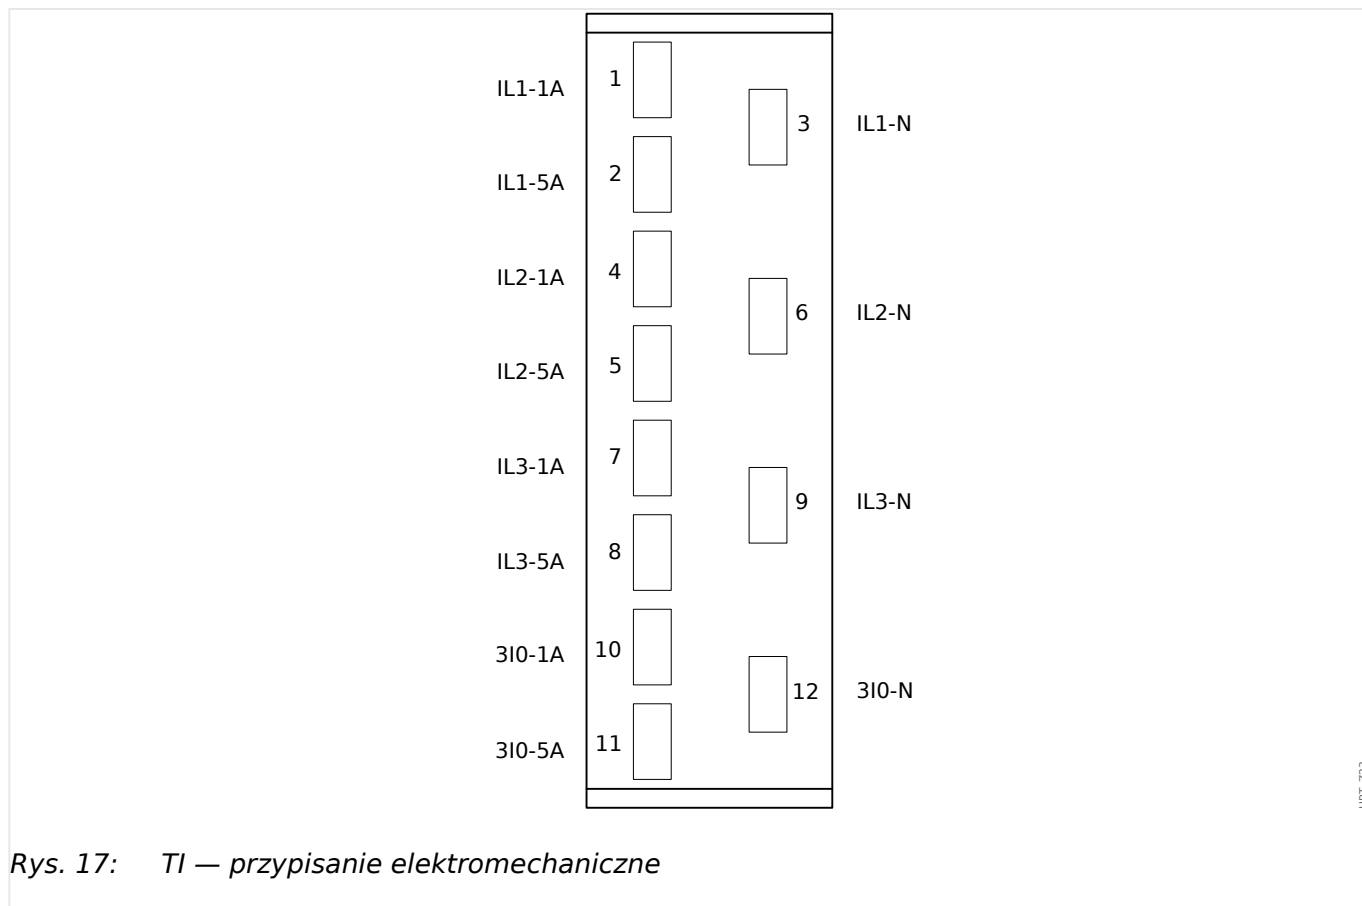 IL1-1A 1
3 IL1-N
IL1-5A 2
IL2-1A 4
6 IL2-N
IL2-5A 5
IL3-1A 7
9 IL3-N
IL3-5A 8
3I0-1A 10
12 3I0-N
3I0-5A 11
Rys. 17: TI — przypisanie elektromechaniczne